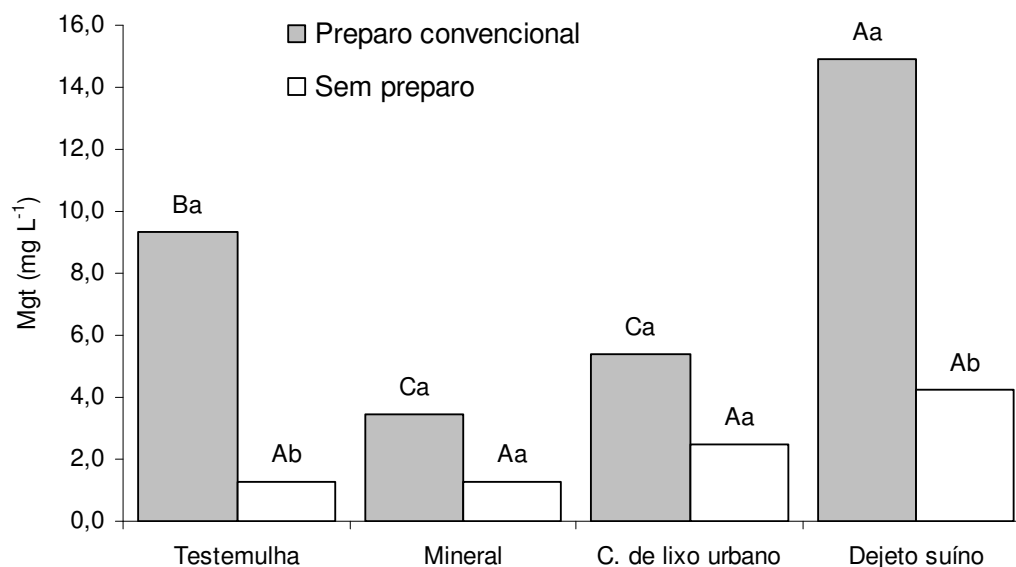 16,0
14,0
12,0
10,0
8,0
6,0
4,0
2,0
0,0
Mgt (mg L⁻¹)
Preparo convencional
Sem preparo
Ba
Ab
Ca
Aa
Ca
Aa
Aa
Ab
Testemulha
Mineral
C. de lixo urbano
Dejeto suíno